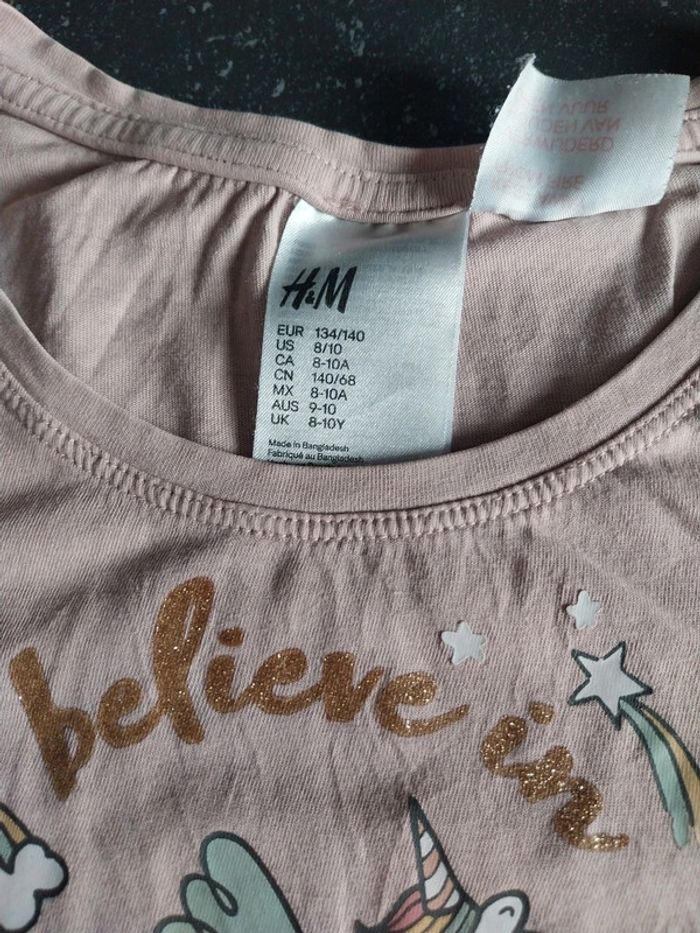 H&M
EUR 134/140
US 8/10
CA 8-10A
CN 140/68
MX 8-10A
AUS 9-10
UK 8-10Y
Made in Bangladesh
Fabriqué au Bangladesh
believe in